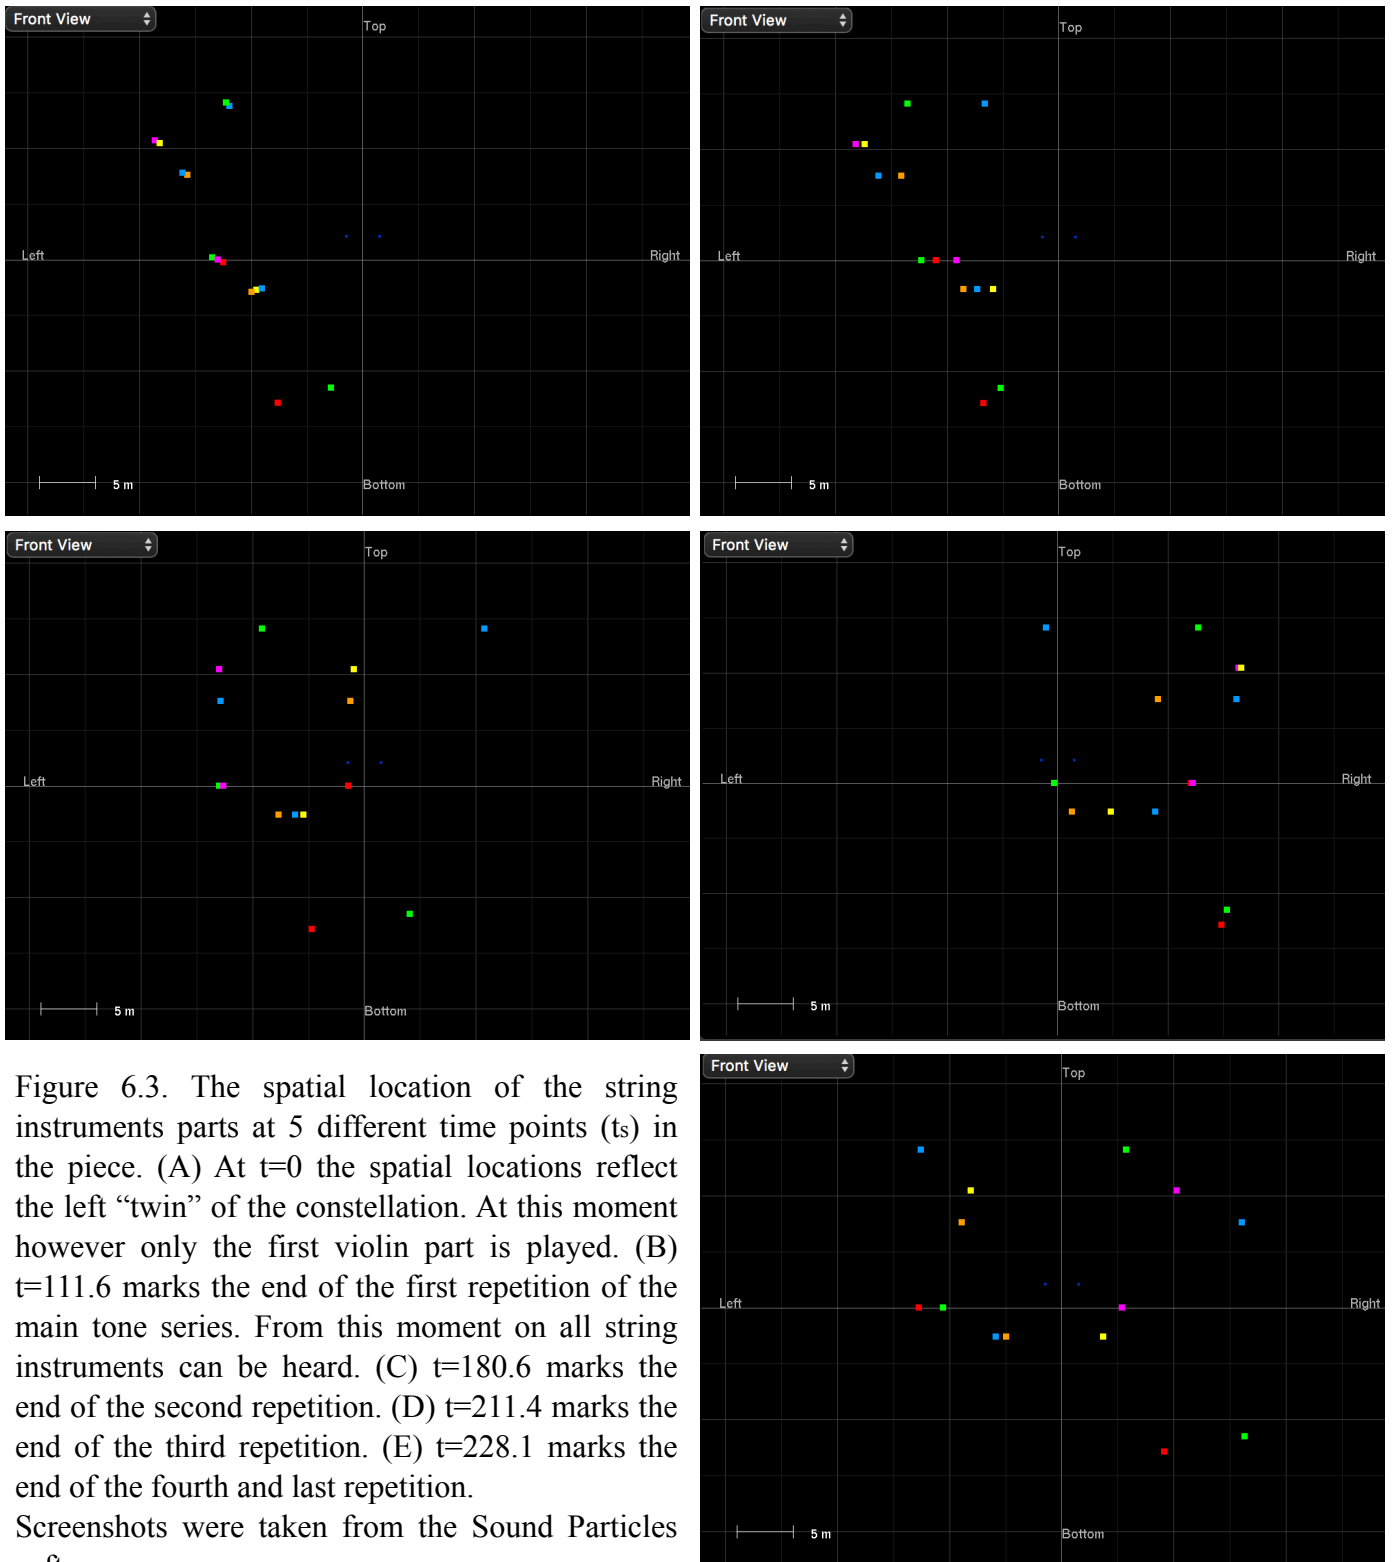 Front View
Top
Left
Right
5 m
Bottom
Front View
Top
Left
Right
5 m
Bottom
Front View
Top
Left
Right
5 m
Bottom
Front View
Top
Left
Right
5 m
Bottom
Figure 6.3. The spatial location of the string
instruments parts at 5 different time points (ts) in
the piece. (A) At t=0 the spatial locations reflect
the left “twin” of the constellation. At this moment
however only the first violin part is played. (B)
t=111.6 marks the end of the first repetition of the
main tone series. From this moment on all string
instruments can be heard. (C) t=180.6 marks the
end of the second repetition. (D) t=211.4 marks the
end of the third repetition. (E) t=228.1 marks the
end of the fourth and last repetition.
Screenshots were taken from the Sound Particles
Front View
Top
Left
Right
5 m
Bottom